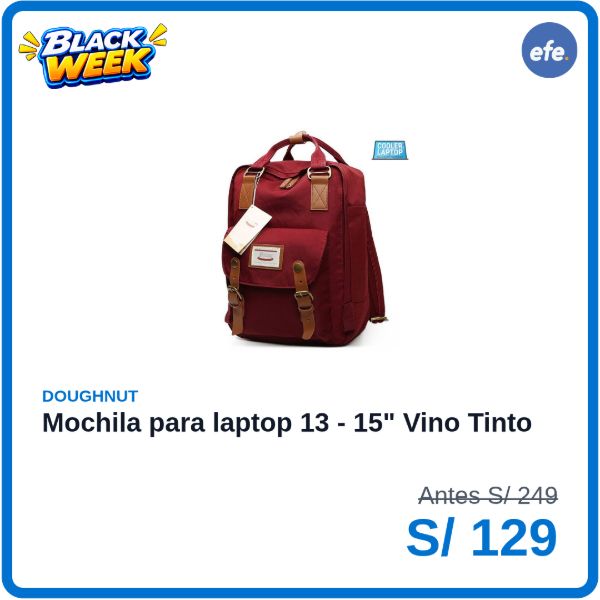 BLACK
WEEK
efe.
COOLER
LAPTOP
DOUGHNUT
Mochila para laptop 13 - 15" Vino Tinto
Antes S/ 249
S/ 129